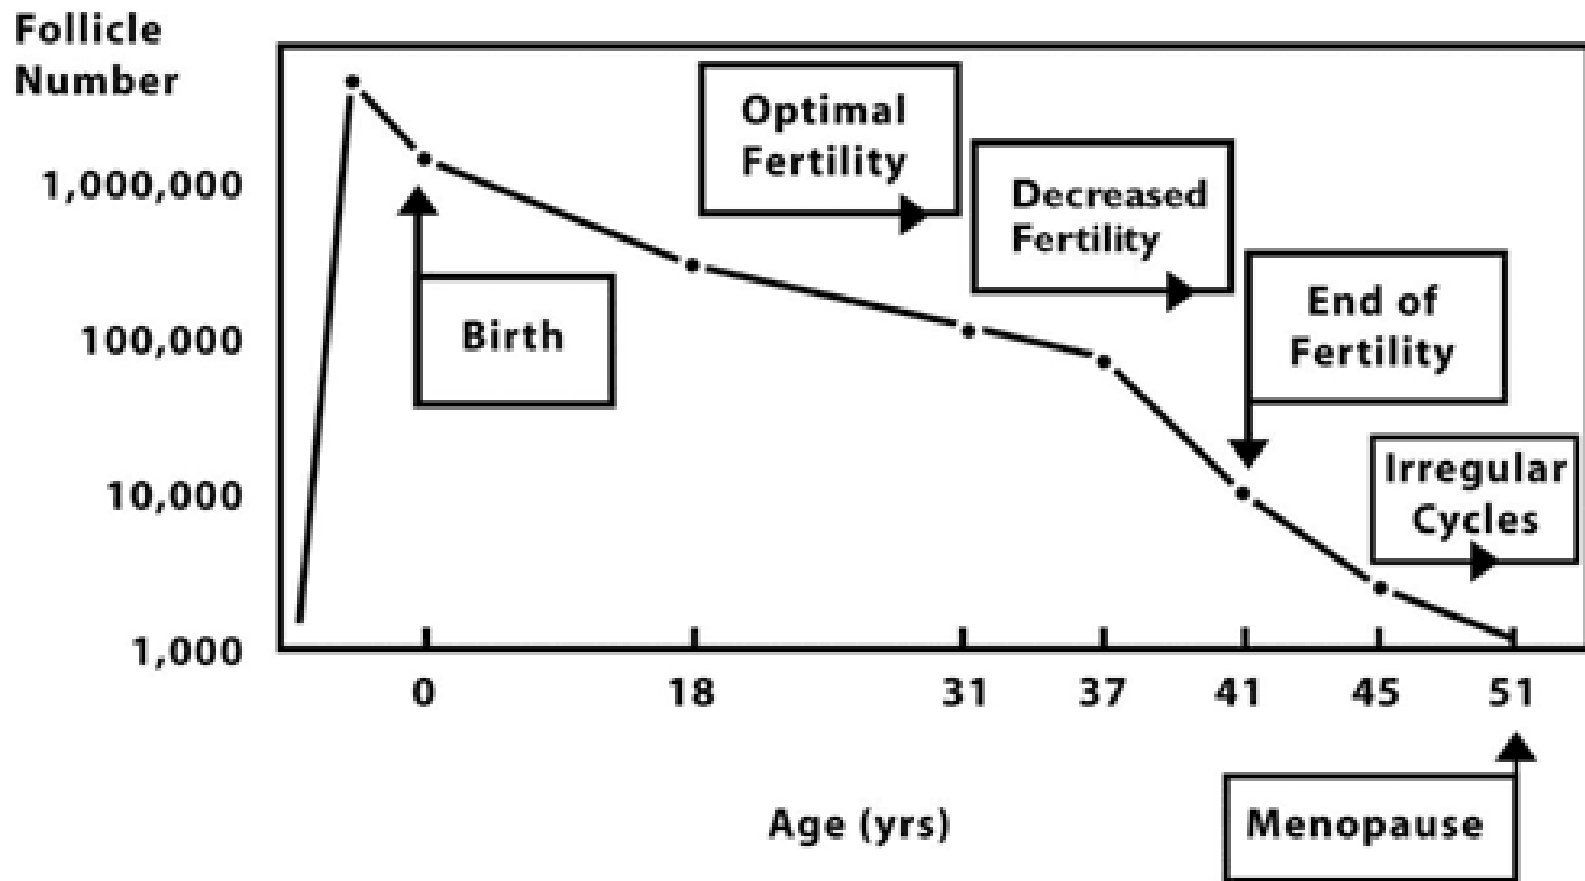 Follicle
Number
1,000,000
100,000
10,000
1,000
Optimal
Fertility
Decreased
Fertility
End of
Fertility
Birth
Irregular
Cycles
0 18 31 37 41 45 51
Age (yrs)
Menopause